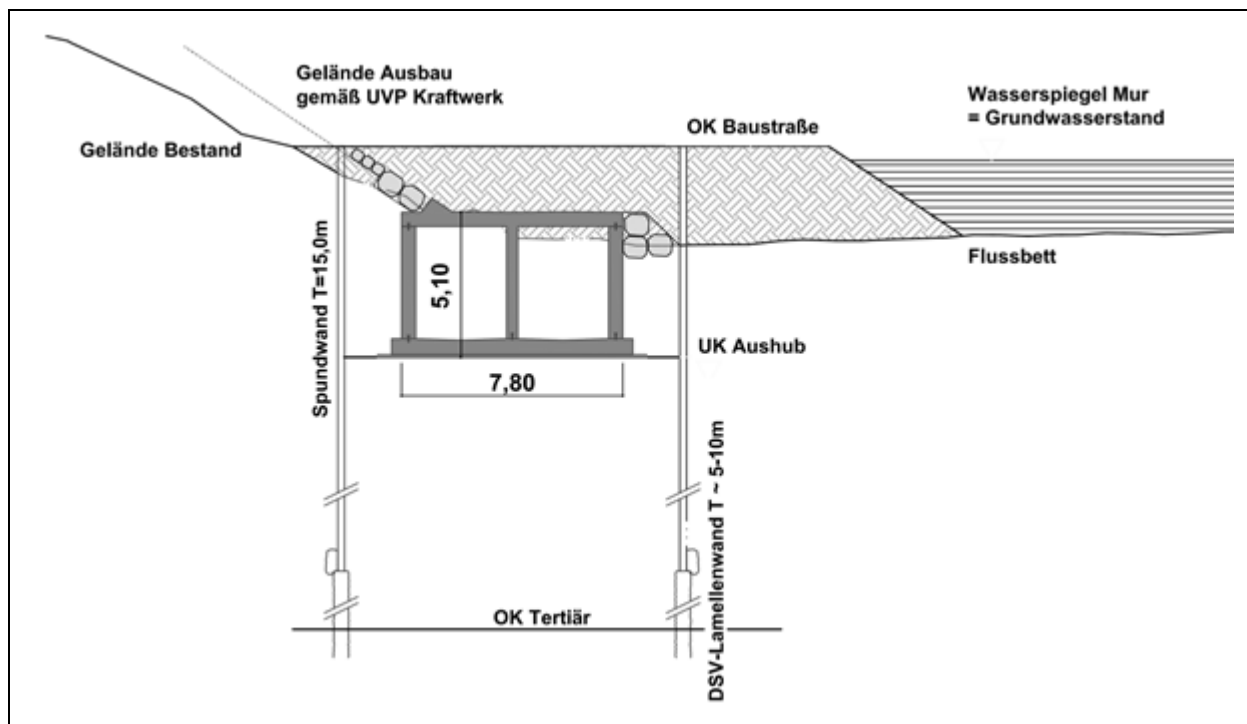 Gelände Ausbau
gemäß UVP Kraftwerk
Wasserspiegel Mur
= Grundwasserstand
OK Baustraße
Gelände Bestand
Flussbett
5,10
Spundwand T=15,0m
UK Aushub
7,80
DSV-Lamellenwand T ~ 5-10m
OK Tertiär